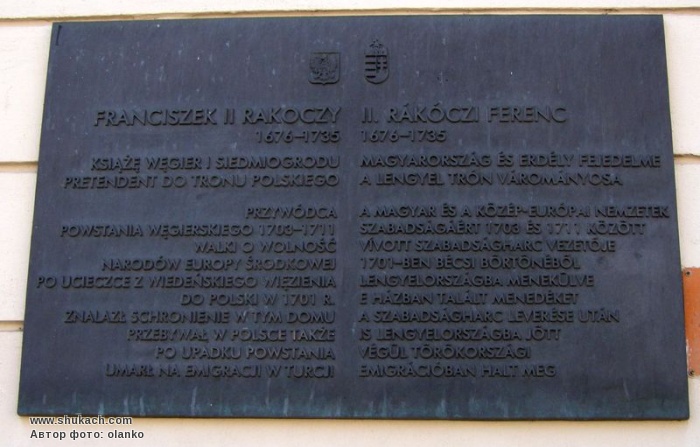 FRANCISZEK II RAKOCZY
1676–1735
KSIĄŻĘ WĘGIER I SIEDMIOGRODU
PRETENDENT DO TRONU POLSKIEGO
PRZYWÓDCA
POWSTANIA WĘGIERSKIEGO 1703–1711
WALKI O WOLNOŚĆ
NARODÓW EUROPY ŚRODKOWEJ
PO UCIECZCE Z WIEDEŃSKIEGO WIĘZIENIA
DO POLSKI W 1701 R.
ZNALAZŁ SCHRONIENIE W TYM DOMU
PRZEBYWAŁ W POLSCE TAKŻE
PO UPADKU POWSTANIA
UMARŁ NA EMIGRACJI W TURCJI
II. RÁKÓCZI FERENC
1676–1735
MAGYARORSZÁG ÉS ERDÉLY FEJEDELME
A LENGYEL TRÓN VÁROMÁNYOSA
A MAGYAR ÉS A KÖZÉP-EURÓPAI NEMZETEK
SZABADSÁGÁÉRT 1703 ÉS 1711 KÖZÖTT
VÍVOTT SZABADSÁGHARC VEZETŐJE
1701–BEN BÉCSI BÖRTÖNÉBŐL
LENGYELORSZÁGBA MENEKÜLVE
E HÁZBAN TALÁLT MENEDÉKET
A SZABADSÁGHARC LEVERÉSE UTÁN
IS LENGYELORSZÁGBA JÖTT
VÉGÜL TÖRÖKORSZÁGI
EMIGRÁCIÓBAN HALT MEG
www.shukach.com
Автор фото: olanko